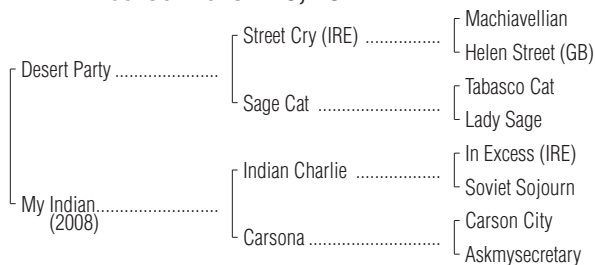 Machiavellian
Street Cry (IRE) ................
Helen Street (GB)
Desert Party ......................
Tabasco Cat
Sage Cat ..........................
Lady Sage
In Excess (IRE)
Indian Charlie ..................
Soviet Sojourn
My Indian..........................
(2008)
Carson City
Carsona ............................
Askmysecretary